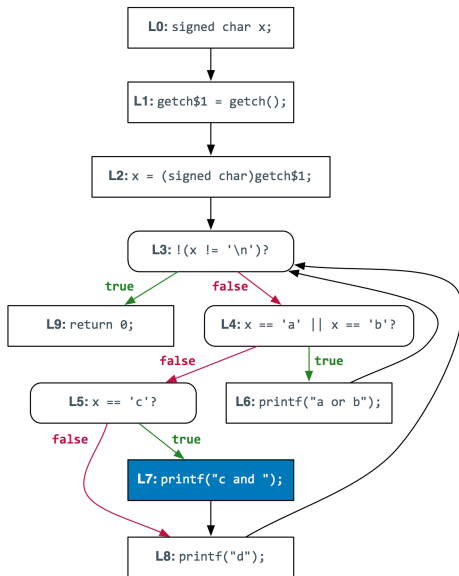 L0: signed char x;
L1: getch$1 = getch();
L2: x = (signed char)getch$1;
L3: !(x != '\n')?
true
false
L9: return 0;
L4: x == 'a' || x == 'b'?
false
true
L5: x == 'c'?
L6: printf("a or b");
false
true
L7: printf("c and ");
L8: printf("d");